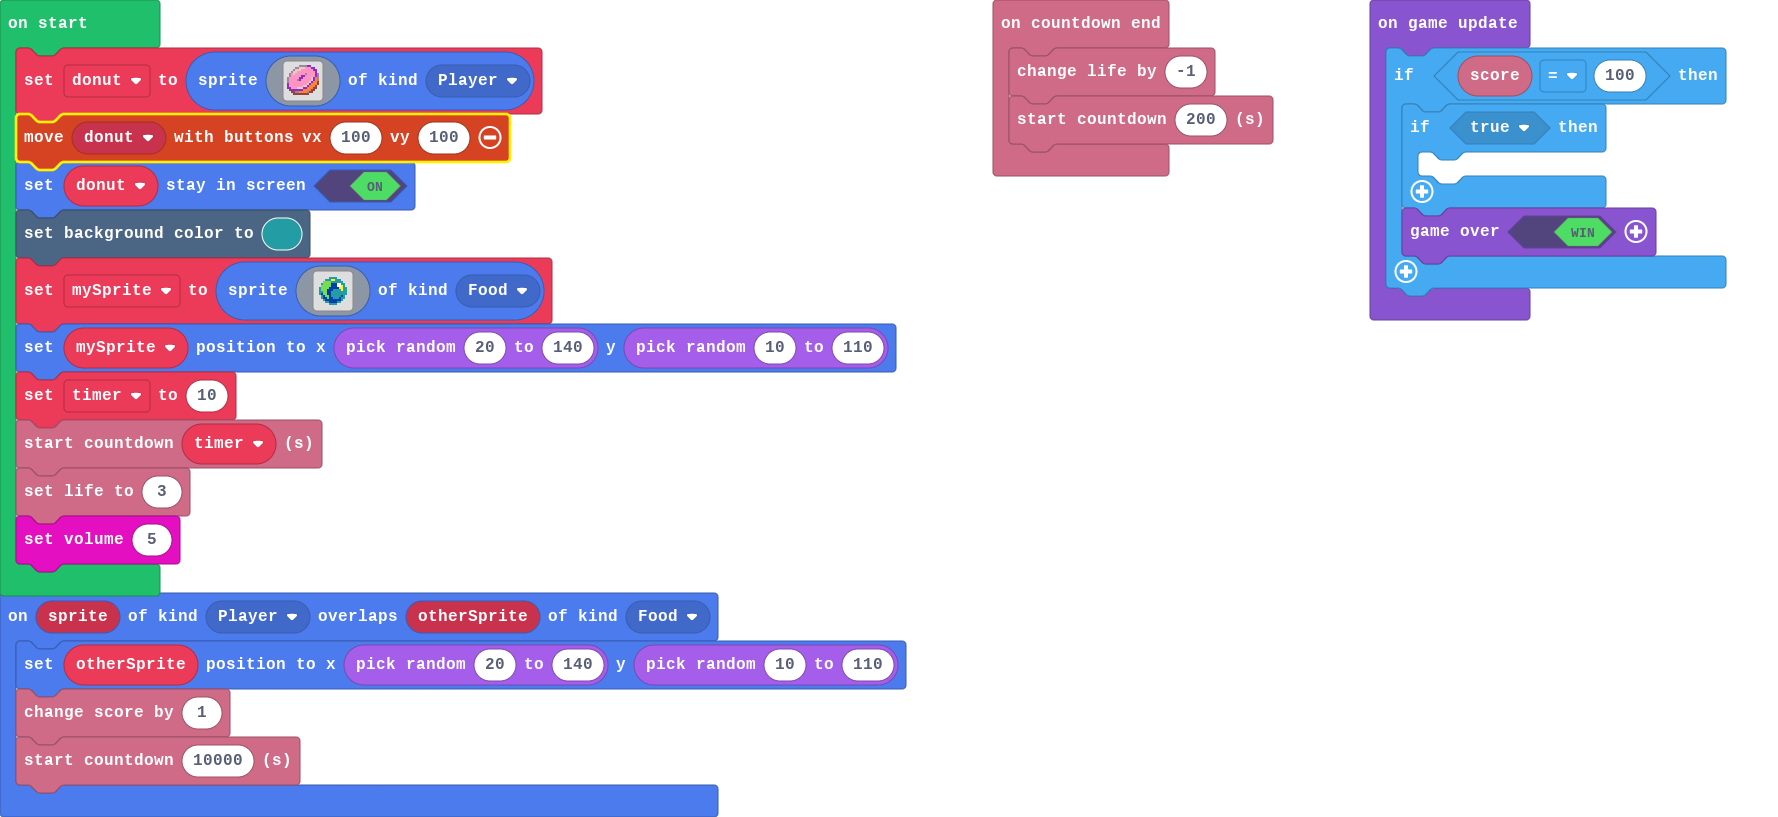 on start
set donut to sprite of kind Player
move donut with buttons vx 100 vy 100
set donut stay in screen ON
set background color to
set mySprite to sprite of kind Food
set mySprite position to x pick random 20 to 140 y pick random 10 to 110
set timer to 10
start countdown timer (s)
set life to 3
set volume 5
on sprite of kind Player overlaps otherSprite of kind Food
set otherSprite position to x pick random 20 to 140 y pick random 10 to 110
change score by 1
start countdown 10000 (s)
on countdown end
change life by -1
start countdown 200 (s)
on game update
if score = 100 then
if true then
game over WIN